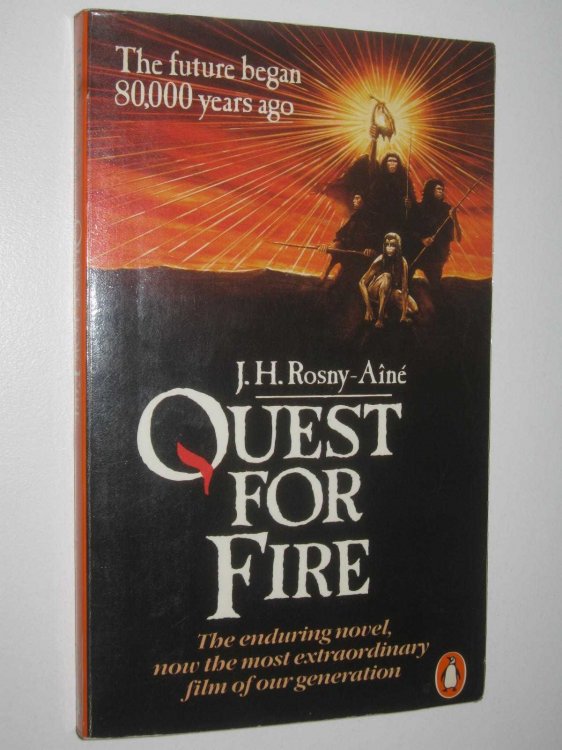 The future began
80,000 years ago
J. H. Rosny-Aîné
QUEST
FOR
FIRE
The enduring novel,
now the most extraordinary
film of our generation